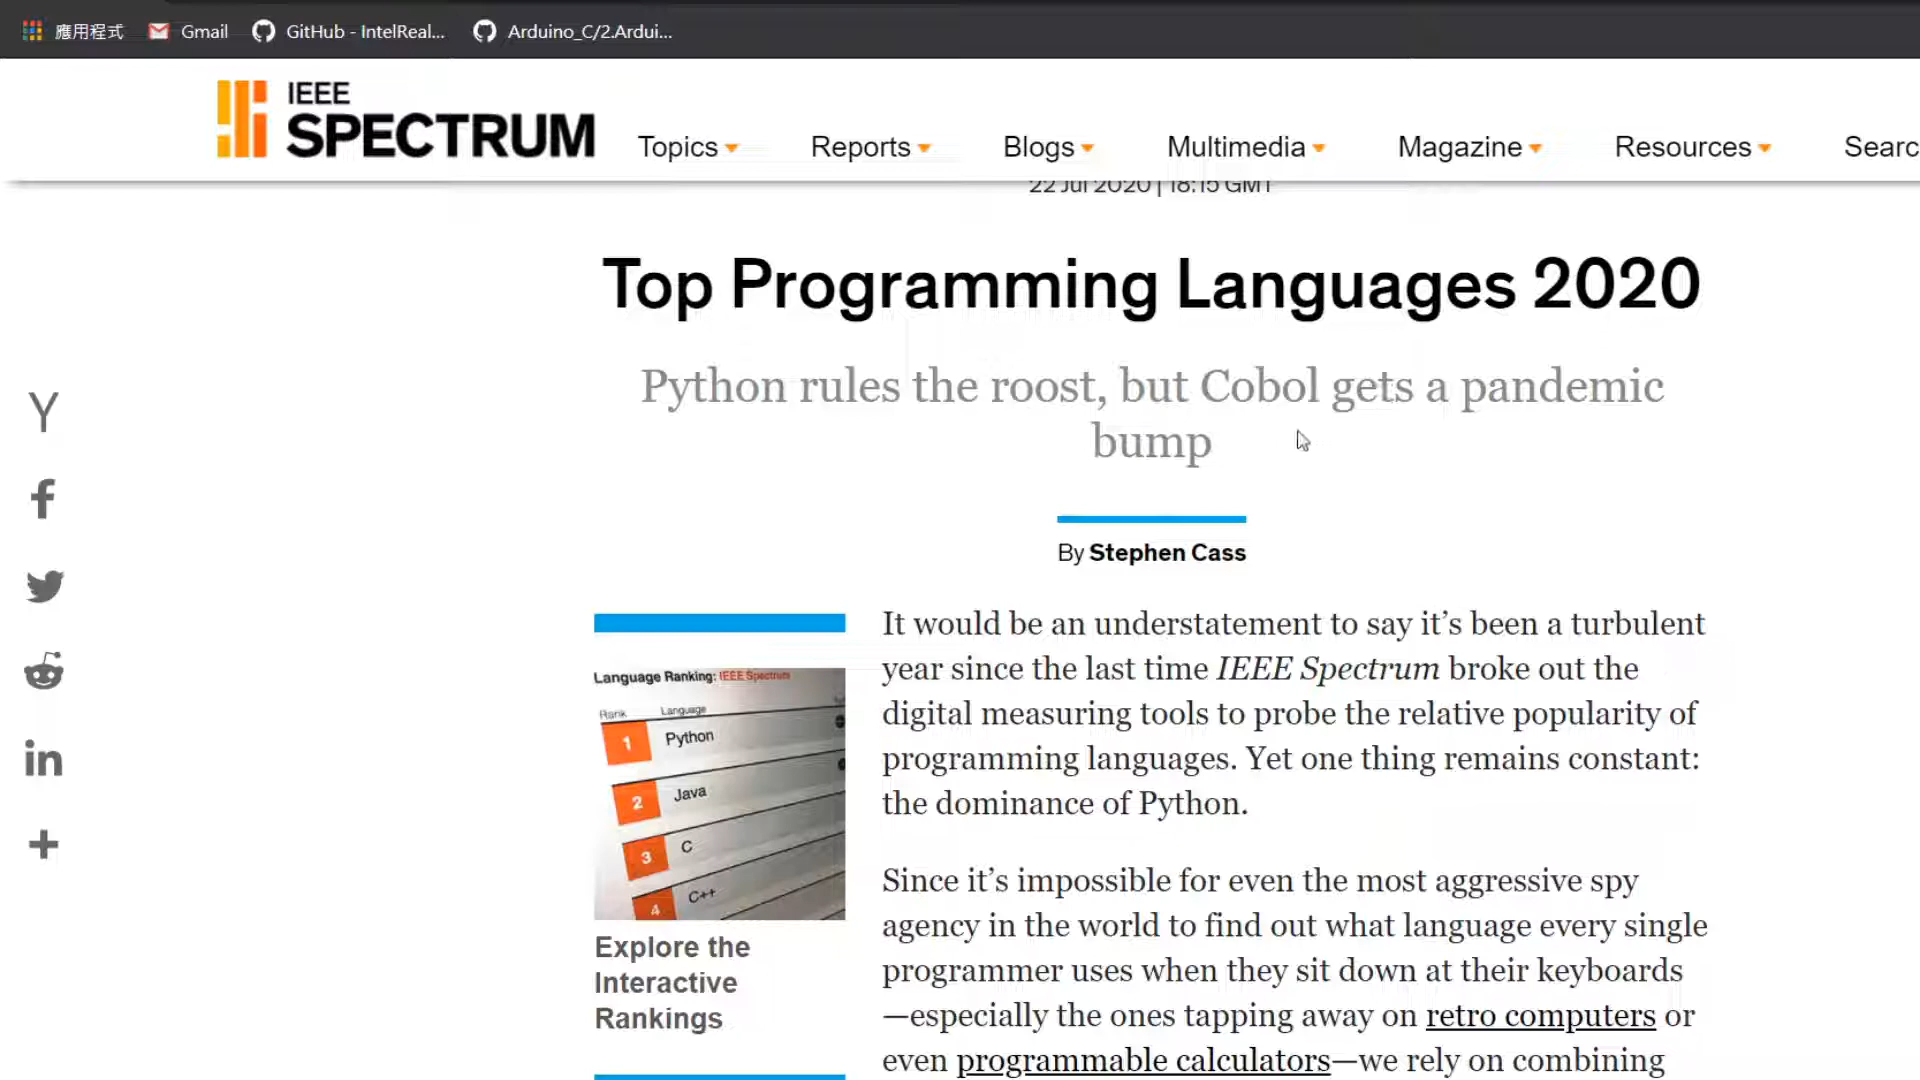 應用程式 Gmail GitHub - IntelReal... Arduino_C/2.Ardui...
IEEE
SPECTRUM
Topics Reports Blogs Multimedia Magazine Resources Searc
22 Jul 2020 | 18:15 GMT
Top Programming Languages 2020
Python rules the roost, but Cobol gets a pandemic
bump
By Stephen Cass
Language Ranking: IEEE Spectrum
Rank Language
1 Python
2 Java
3 C
4 C++
Explore the
Interactive
Rankings
It would be an understatement to say it’s been a turbulent
year since the last time IEEE Spectrum broke out the
digital measuring tools to probe the relative popularity of
programming languages. Yet one thing remains constant:
the dominance of Python.
Since it’s impossible for even the most aggressive spy
agency in the world to find out what language every single
programmer uses when they sit down at their keyboards
—especially the ones tapping away on retro computers or
even programmable calculators—we rely on combining